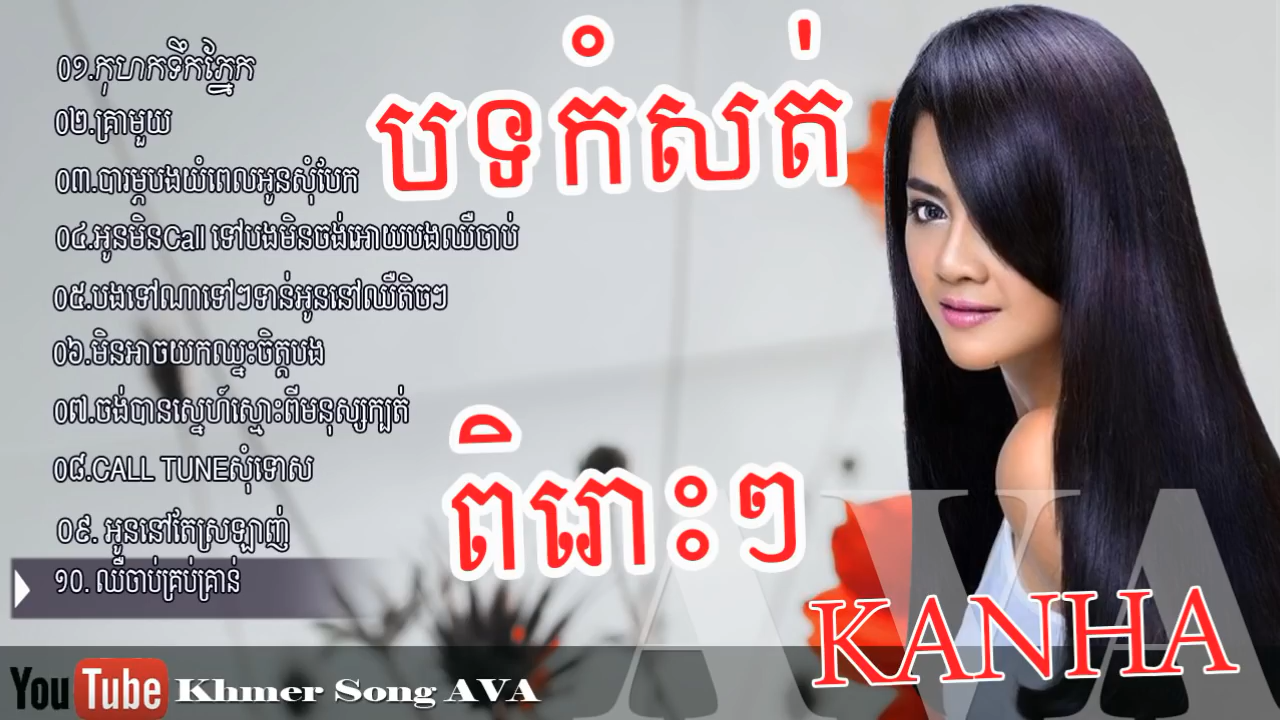 ០១.កុហកទឹកភ្នែក
០២.គ្រាមួយ
០៣.បារម្ភបងយំពេលអូនសុំបែក
០៤.អូនមិនCall ទៅបងមិនចង់អោយបងឈឺចាប់
០៥.បងទៅណាទៅៗទាន់អូននៅឈឺតិចៗ
០៦.មិនអាចយកឈ្នះចិត្តបង
០៧.ចង់បានស្នេហ៍ស្មោះពីមនុស្សក្បត់
០៨.CALL TUNEសុំទោស
០៩. អូននៅតែស្រឡាញ់
១០. ឈឺចាប់គ្រប់គ្រាន់
បទកំសត់
ពិរោះៗ
AVA
KANHA
YouTube Khmer Song AVA